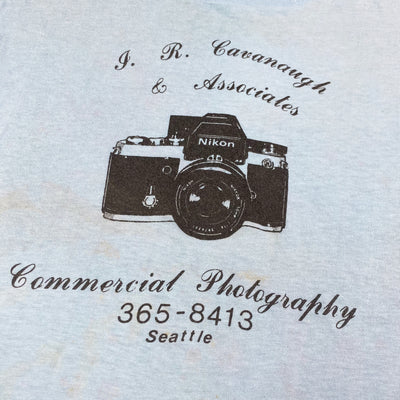 J. R. Cavanaugh
& Associates
Nikon
Commercial Photography
365-8413
Seattle